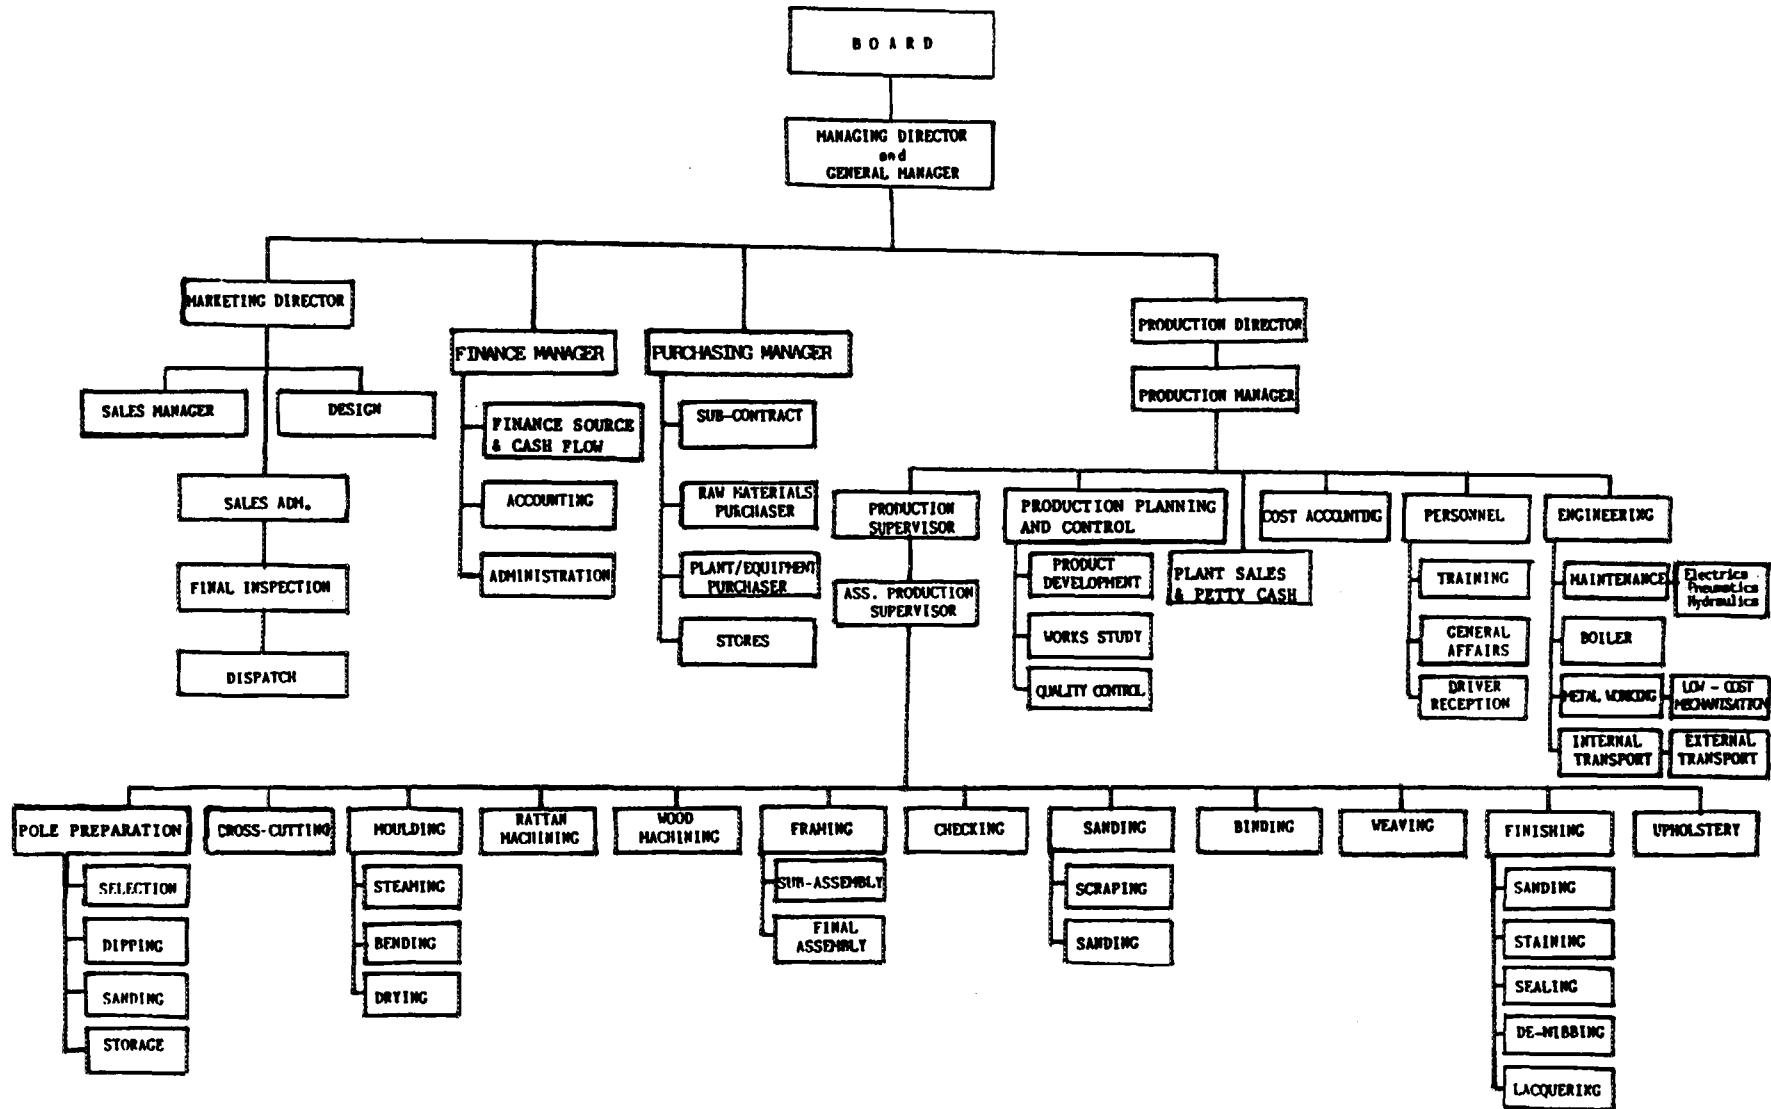 BOARD
MANAGING DIRECTOR
and
GENERAL MANAGER
MARKETING DIRECTOR
FINANCE MANAGER
PURCHASING MANAGER
PRODUCTION DIRECTOR
PRODUCTION MANAGER
SALES MANAGER
DESIGN
SALES ADM.
FINAL INSPECTION
DISPATCH
FINANCE SOURCE
& CASH FLOW
ACCOUNTING
ADMINISTRATION
SUB-CONTRACT
RAW MATERIALS
PURCHASER
PLANT/EQUIPMENT
PURCHASER
STORES
PRODUCTION
SUPERVISOR
ASS. PRODUCTION
SUPERVISOR
PRODUCTION PLANNING
AND CONTROL
PRODUCT
DEVELOPMENT
WORKS STUDY
QUALITY CONTROL
PLANT SALES
& PETTY CASH
COST ACCOUNTING
PERSONNEL
TRAINING
GENERAL
AFFAIRS
DRIVER
RECEPTION
ENGINEERING
MAINTENANCE
Electrics
Pneumatics
Hydraulics
BOILER
METAL WORKING
LOW - COST
MECHANISATION
INTERNAL
TRANSPORT
EXTERNAL
TRANSPORT
POLE PREPARATION
SELECTION
DIPPING
SANDING
STORAGE
CROSS-CUTTING
MOULDING
STEAMING
BENDING
DRYING
RATTAN
MACHINING
WOOD
MACHINING
FRAMING
SUB-ASSEMBLY
FINAL
ASSEMBLY
CHECKING
SANDING
SCRAPING
SANDING
BINDING
WEAVING
FINISHING
SANDING
STAINING
SEALING
DE-NIBBING
LACQUERING
UPHOLSTERY